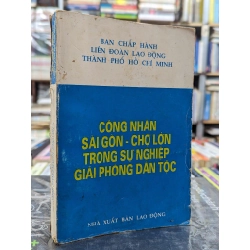 BAN CHẤP HÀNH
LIÊN ĐOÀN LAO ĐỘNG
THÀNH PHỐ HỒ CHÍ MINH
CÔNG NHÂN
SÀI GÒN - CHỢ LỚN
TRONG SỰ NGHIỆP
GIẢI PHÓNG DÂN TỘC
NHÀ XUẤT BẢN LAO ĐỘNG